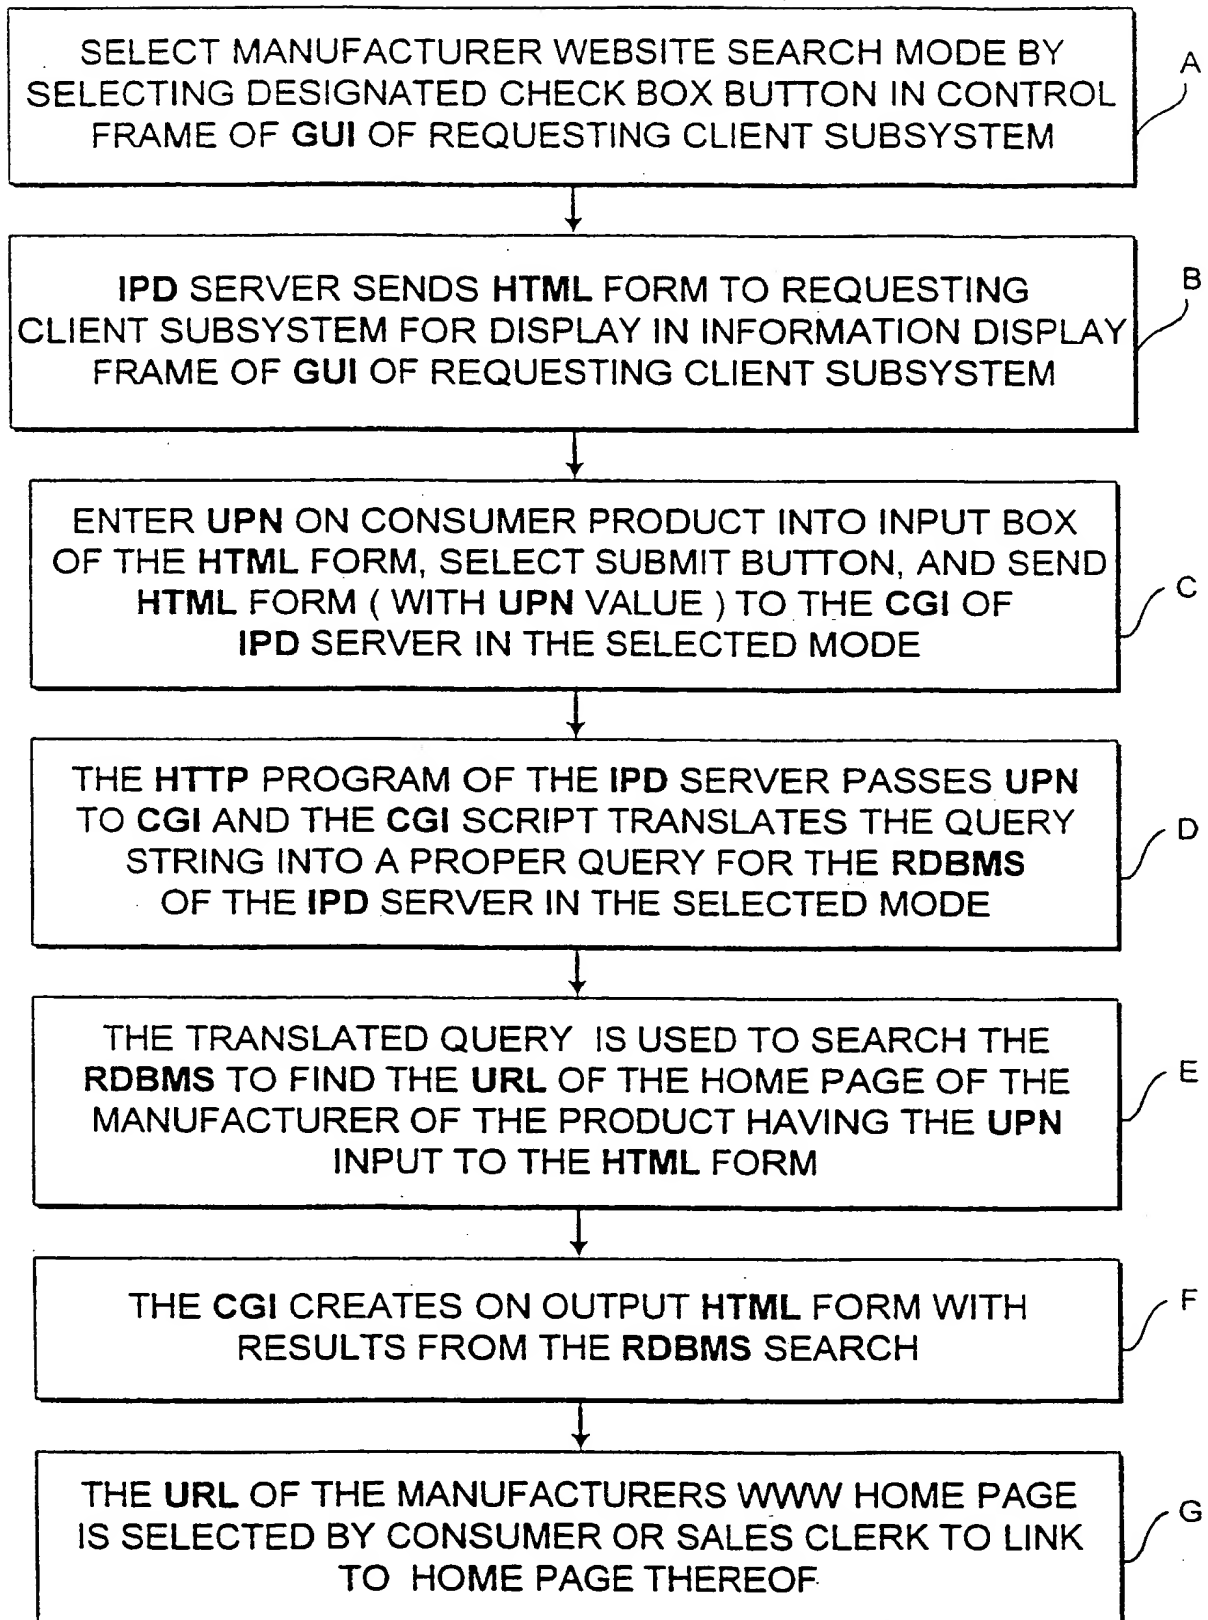 SELECT MANUFACTURER WEBSITE SEARCH MODE BY
SELECTING DESIGNATED CHECK BOX BUTTON IN CONTROL
FRAME OF GUI OF REQUESTING CLIENT SUBSYSTEM
A
IPD SERVER SENDS HTML FORM TO REQUESTING
CLIENT SUBSYSTEM FOR DISPLAY IN INFORMATION DISPLAY
FRAME OF GUI OF REQUESTING CLIENT SUBSYSTEM
B
ENTER UPN ON CONSUMER PRODUCT INTO INPUT BOX
OF THE HTML FORM, SELECT SUBMIT BUTTON, AND SEND
HTML FORM ( WITH UPN VALUE ) TO THE CGI OF
IPD SERVER IN THE SELECTED MODE
C
THE HTTP PROGRAM OF THE IPD SERVER PASSES UPN
TO CGI AND THE CGI SCRIPT TRANSLATES THE QUERY
STRING INTO A PROPER QUERY FOR THE RDBMS
OF THE IPD SERVER IN THE SELECTED MODE
D
THE TRANSLATED QUERY IS USED TO SEARCH THE
RDBMS TO FIND THE URL OF THE HOME PAGE OF THE
MANUFACTURER OF THE PRODUCT HAVING THE UPN
INPUT TO THE HTML FORM
E
THE CGI CREATES ON OUTPUT HTML FORM WITH
RESULTS FROM THE RDBMS SEARCH
F
THE URL OF THE MANUFACTURERS WWW HOME PAGE
IS SELECTED BY CONSUMER OR SALES CLERK TO LINK
TO HOME PAGE THEREOF
G